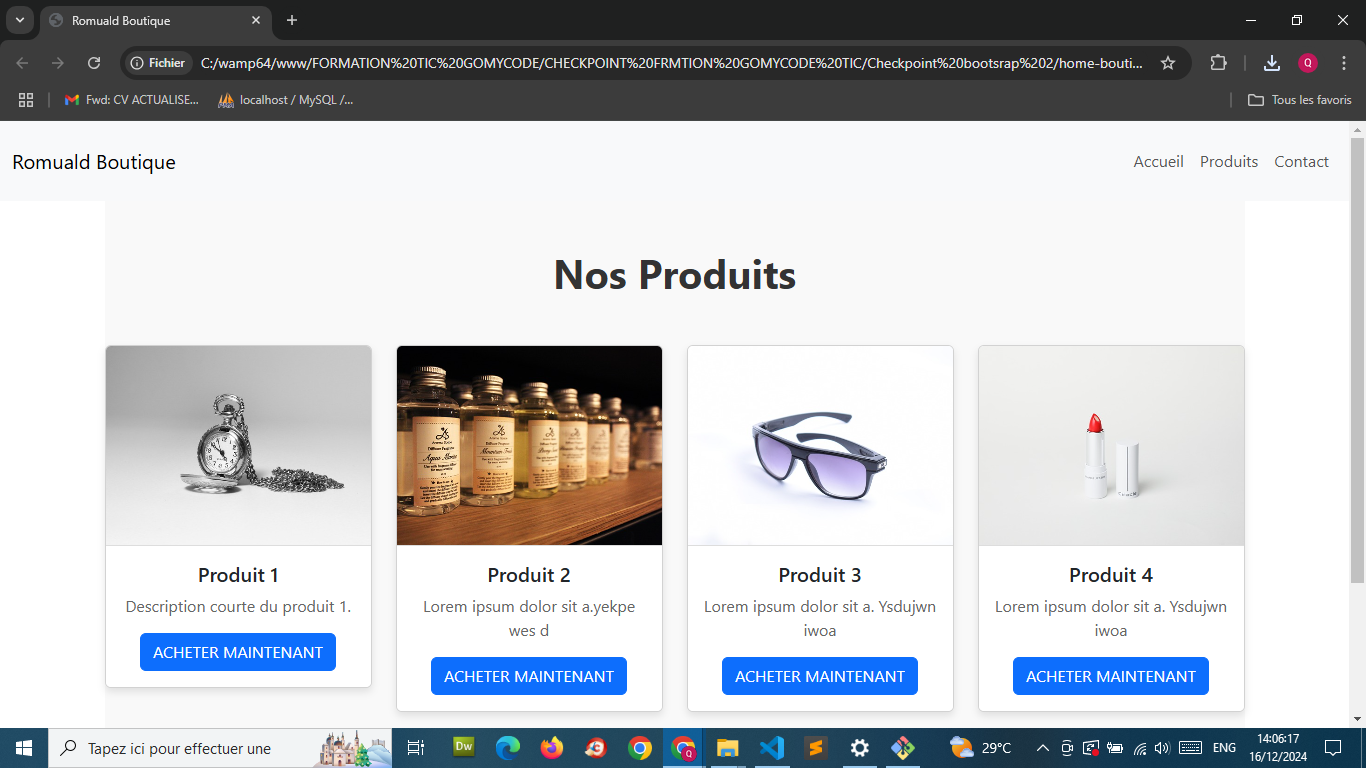 Romuald Boutique
Fichier
C:/wamp64/www/FORMATION%20TIC%20GOMYCODE/CHECKPOINT%20FRMTION%20GOMYCODE%20TIC/Checkpoint%20bootsrap%202/home-bouti...
Q
Fwd: CV ACTUALISE...
localhost / MySQL /...
Tous les favoris
Romuald Boutique
Accueil
Produits
Contact
Nos Produits
Aqua Marine
Produit 1
Description courte du produit 1.
ACHETER MAINTENANT
Produit 2
Lorem ipsum dolor sit a.yekpe
wes d
ACHETER MAINTENANT
Produit 3
Lorem ipsum dolor sit a. Ysdujwn
iwoa
ACHETER MAINTENANT
Produit 4
Lorem ipsum dolor sit a. Ysdujwn
iwoa
ACHETER MAINTENANT
Tapez ici pour effectuer une
Dw
Q
29°C
ENG
14:06:17
16/12/2024